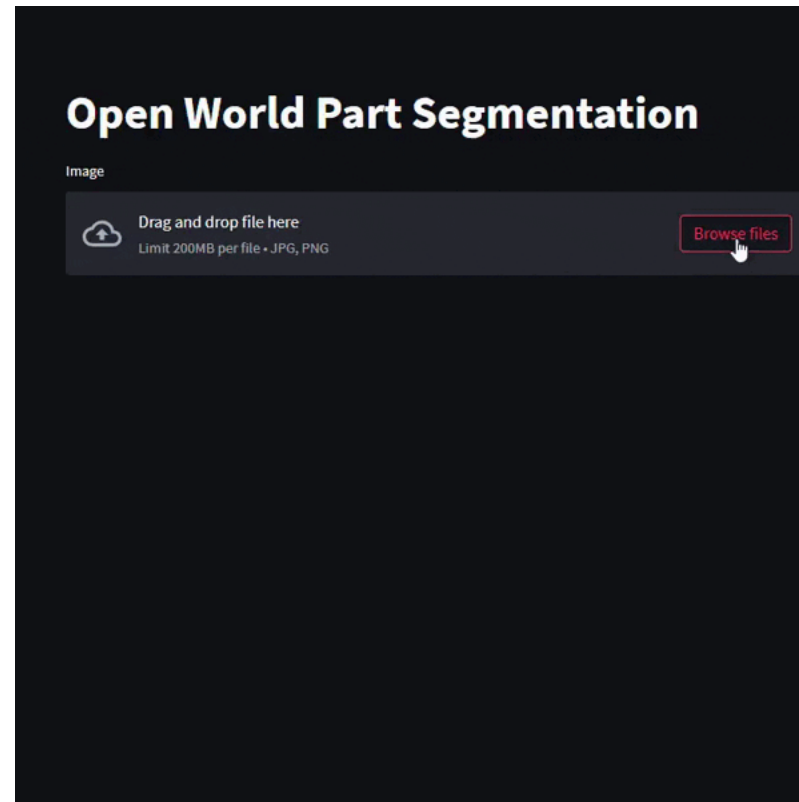 Open World Part Segmentation
Image
Drag and drop file here
Limit 200MB per file • JPG, PNG
Browse files